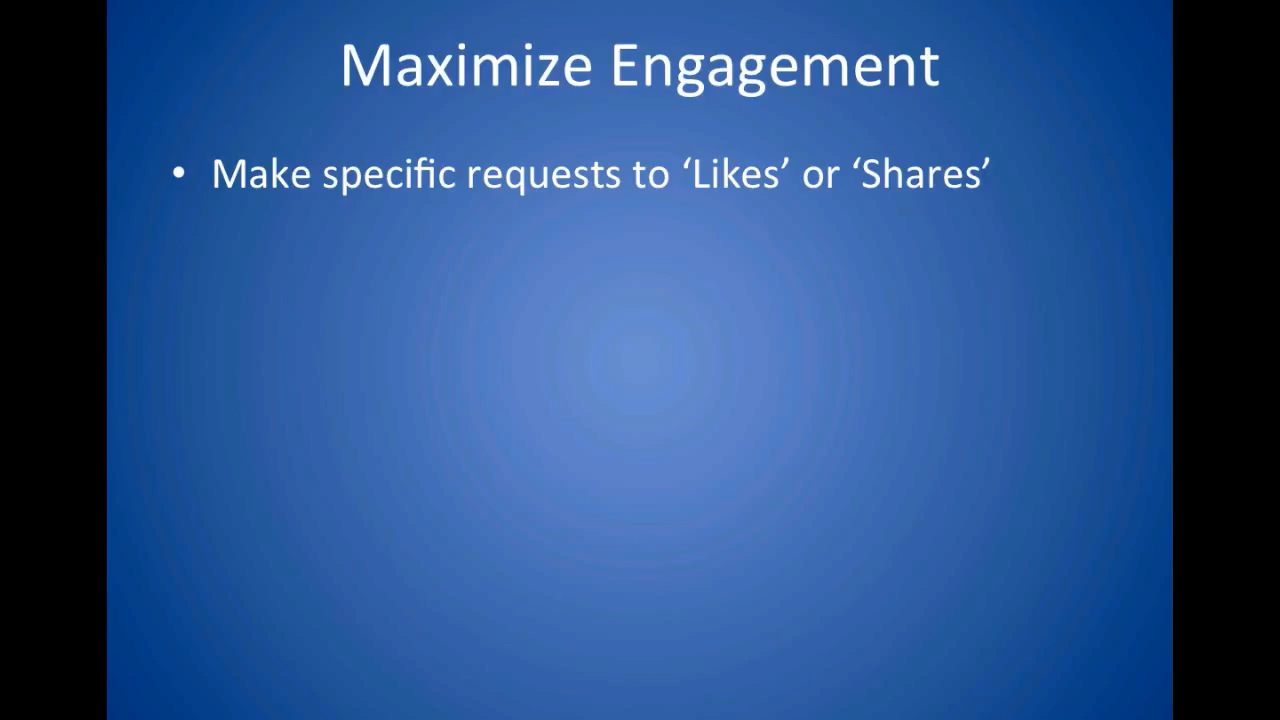 Maximize Engagement
• Make specific requests to ‘Likes’ or ‘Shares’